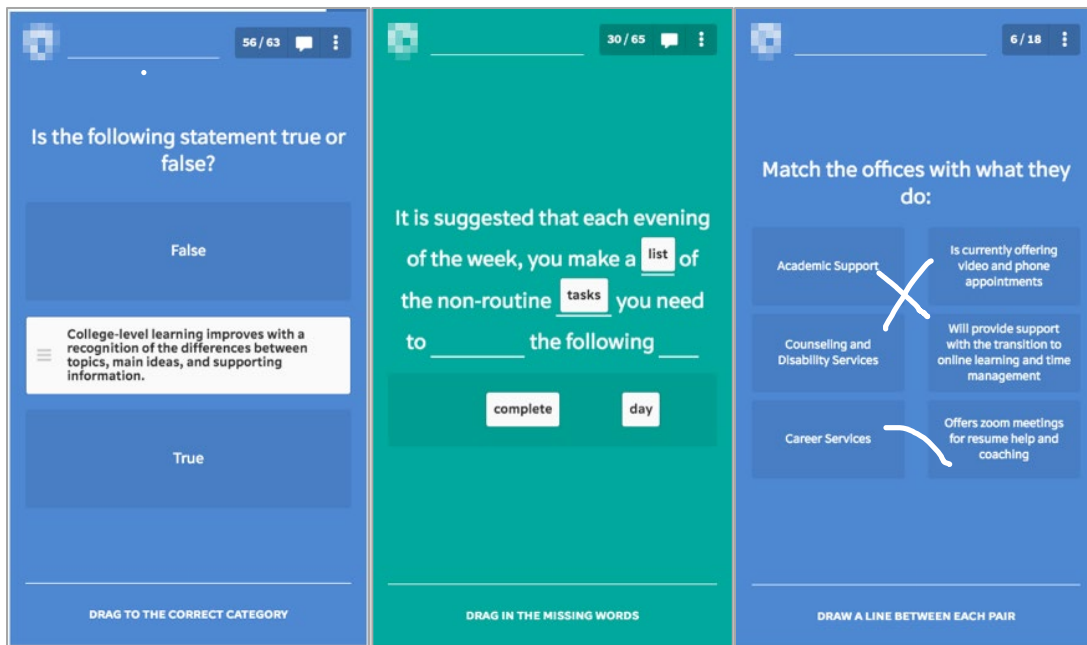 56 / 63
Is the following statement true or
false?
False
College-level learning improves with a
recognition of the differences between
topics, main ideas, and supporting
information.
True
DRAG TO THE CORRECT CATEGORY
30 / 65
It is suggested that each evening
of the week, you make a list of
the non-routine tasks you need
to ________ the following ___
complete day
DRAG IN THE MISSING WORDS
6 / 18
Match the offices with what they
do:
Academic Support
Is currently offering
video and phone
appointments
Counseling and
Disability Services
Will provide support
with the transition to
online learning and time
management
Career Services
Offers zoom meetings
for resume help and
coaching
DRAW A LINE BETWEEN EACH PAIR